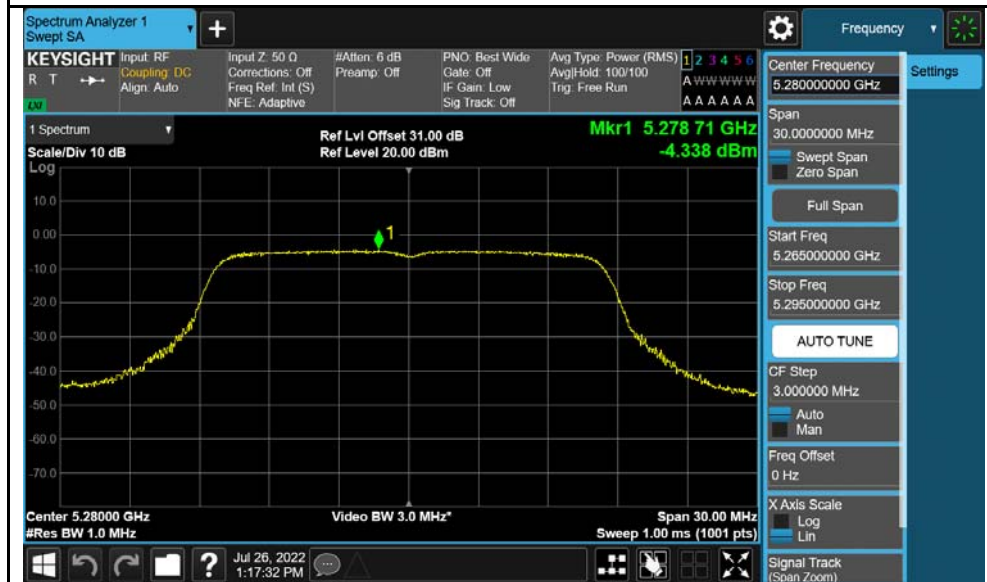 Spectrum Analyzer 1
Swept SA
Frequency
KEYSIGHT
R T
LXI
Input: RF
Coupling: DC
Align: Auto
Input Z: 50 Ω
Corrections: Off
Freq Ref: Int (S)
NFE: Adaptive
#Atten: 6 dB
Preamp: Off
PNO: Best Wide
Gate: Off
IF Gain: Low
Sig Track: Off
Avg Type: Power (RMS)
Avg|Hold: 100/100
Trig: Free Run
1 2 3 4 5 6
A W W W W W
A A A A A A
1 Spectrum
Scale/Div 10 dB
Log
Ref Lvl Offset 31.00 dB
Ref Level 20.00 dBm
Mkr1 5.278 71 GHz
-4.338 dBm
10.0
0.00
-10.0
-20.0
-30.0
-40.0
-50.0
-60.0
-70.0
1
Center 5.28000 GHz
#Res BW 1.0 MHz
Video BW 3.0 MHz*
Span 30.00 MHz
Sweep 1.00 ms (1001 pts)
Jul 26, 2022
1:17:32 PM
Center Frequency
5.280000000 GHz
Settings
Span
30.0000000 MHz
Swept Span
Zero Span
Full Span
Start Freq
5.265000000 GHz
Stop Freq
5.295000000 GHz
AUTO TUNE
CF Step
3.000000 MHz
Auto
Man
Freq Offset
0 Hz
X Axis Scale
Log
Lin
Signal Track
(Span Zoom)